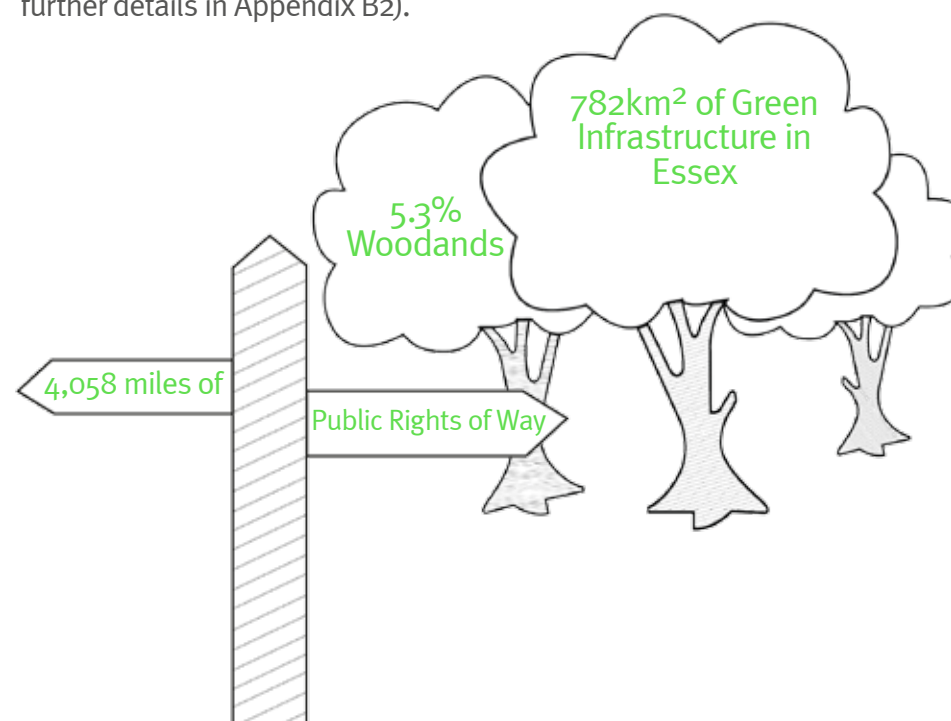 further details in Appendix B2).
782km² of Green
Infrastructure in
Essex
5.3%
Woodands
4,058 miles of
Public Rights of Way